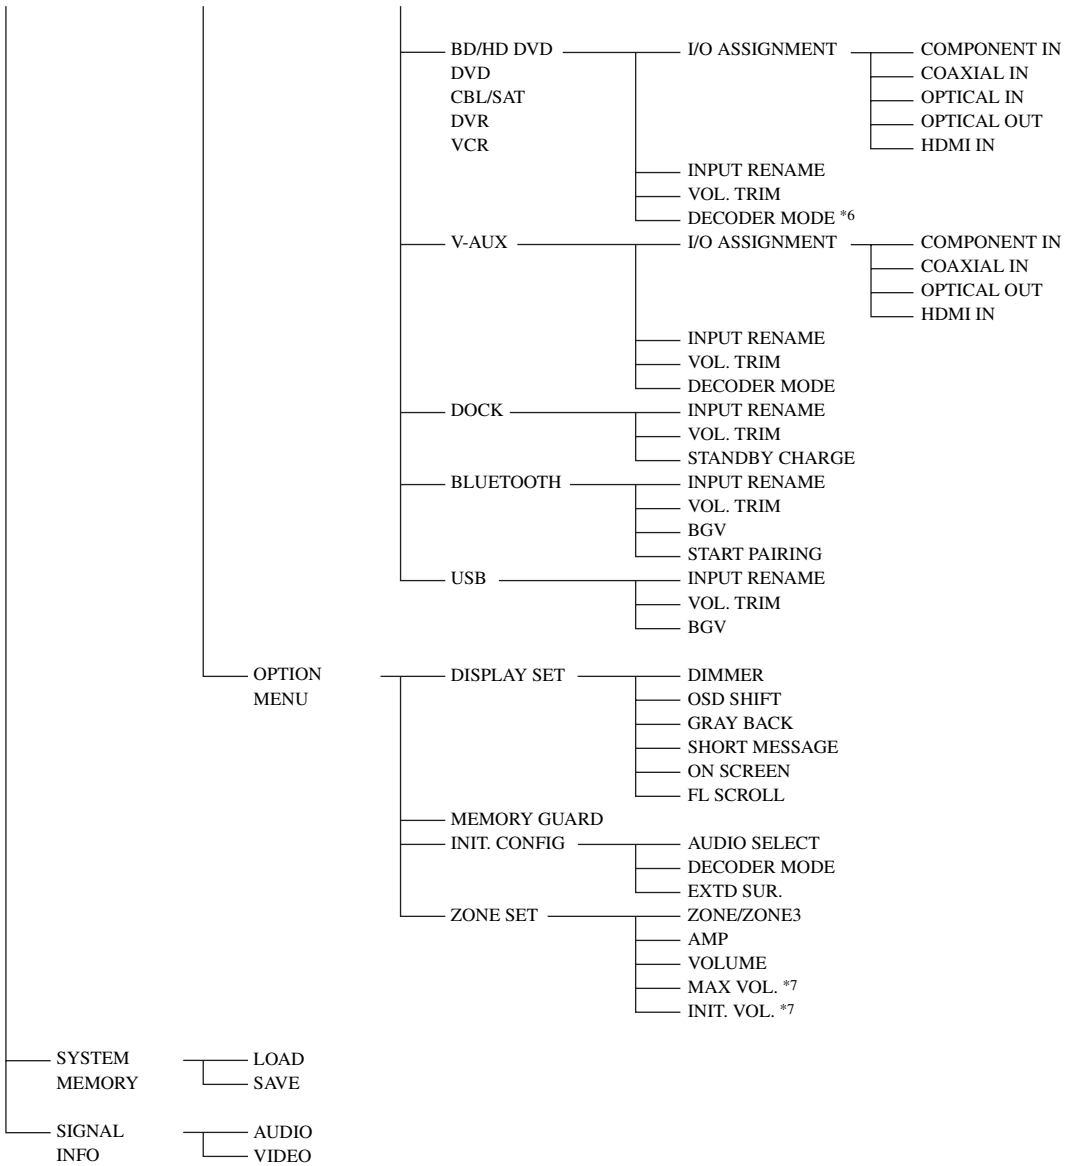 BD/HD DVD I/O ASSIGNMENT COMPONENT IN
DVD COAXIAL IN
CBL/SAT OPTICAL IN
DVR OPTICAL OUT
VCR HDMI IN
INPUT RENAME
VOL. TRIM
DECODER MODE *6
V-AUX I/O ASSIGNMENT COMPONENT IN
COAXIAL IN
OPTICAL OUT
HDMI IN
INPUT RENAME
VOL. TRIM
DECODER MODE
DOCK INPUT RENAME
VOL. TRIM
STANDBY CHARGE
BLUETOOTH INPUT RENAME
VOL. TRIM
BGV
START PAIRING
USB INPUT RENAME
VOL. TRIM
BGV
OPTION DISPLAY SET DIMMER
MENU OSD SHIFT
GRAY BACK
SHORT MESSAGE
ON SCREEN
FL SCROLL
MEMORY GUARD
INIT. CONFIG AUDIO SELECT
DECODER MODE
EXTD SUR.
ZONE SET ZONE/ZONE3
AMP
VOLUME
MAX VOL. *7
INIT. VOL. *7
SYSTEM LOAD
MEMORY SAVE
SIGNAL AUDIO
INFO VIDEO